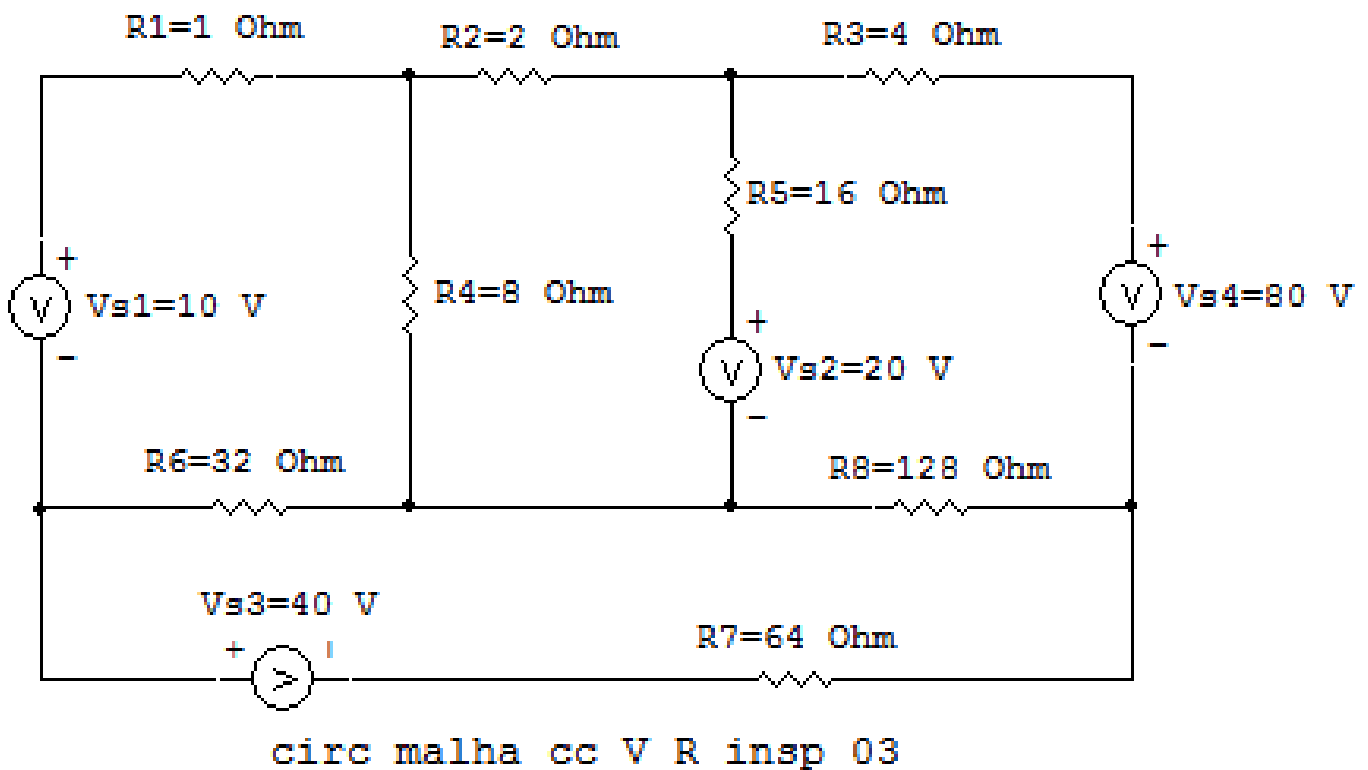 R1=1 Ohm
R2=2 Ohm
R3=4 Ohm
R5=16 Ohm
+
+
V
Vs1=10 V
R4=8 Ohm
V
Vs4=80 V
+
-
-
V
Vs2=20 V
-
R6=32 Ohm
R8=128 Ohm
Vs3=40 V
R7=64 Ohm
+
V
-
circ malha cc V R insp 03